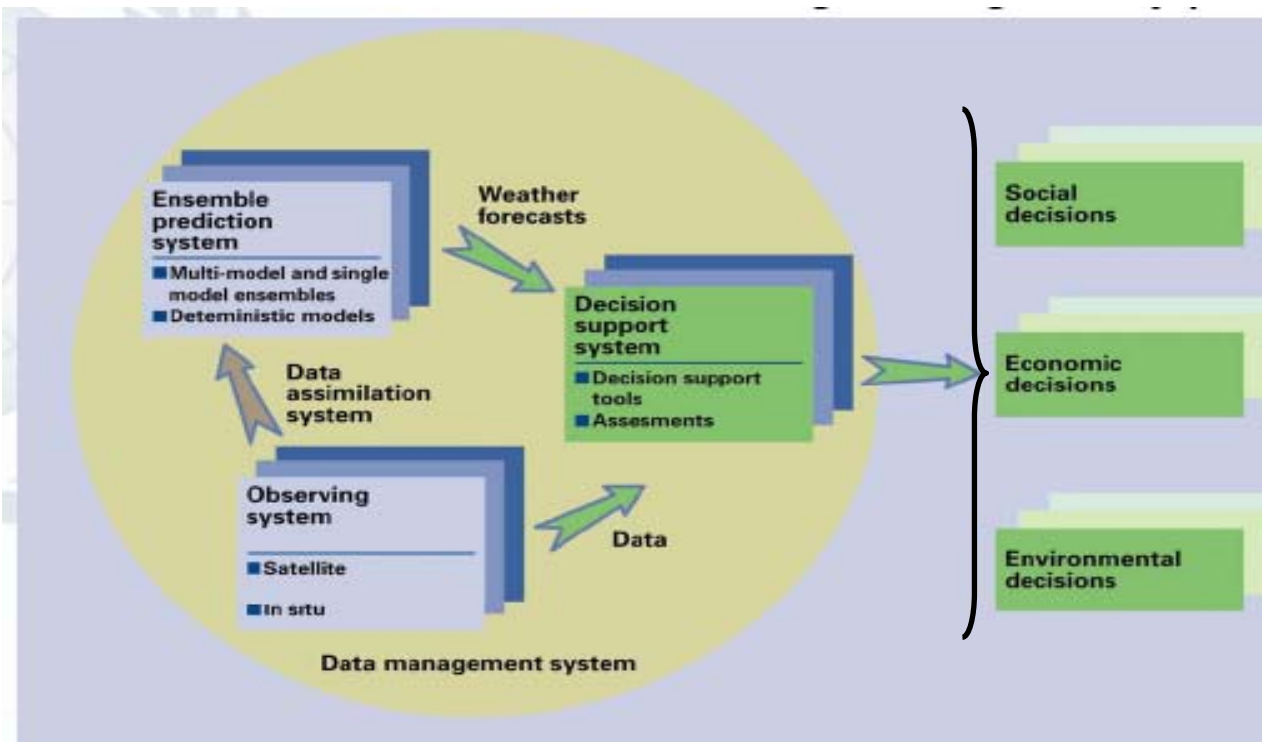 Ensemble
prediction
system
Multi-model and single
model ensembles
Deteministic models
Weather
forecasts
Data
assimilation
system
Decision
support
system
Decision support
tools
Assesments
Observing
system
Satellite
In situ
Data
Data management system
Social
decisions
Economic
decisions
Environmental
decisions